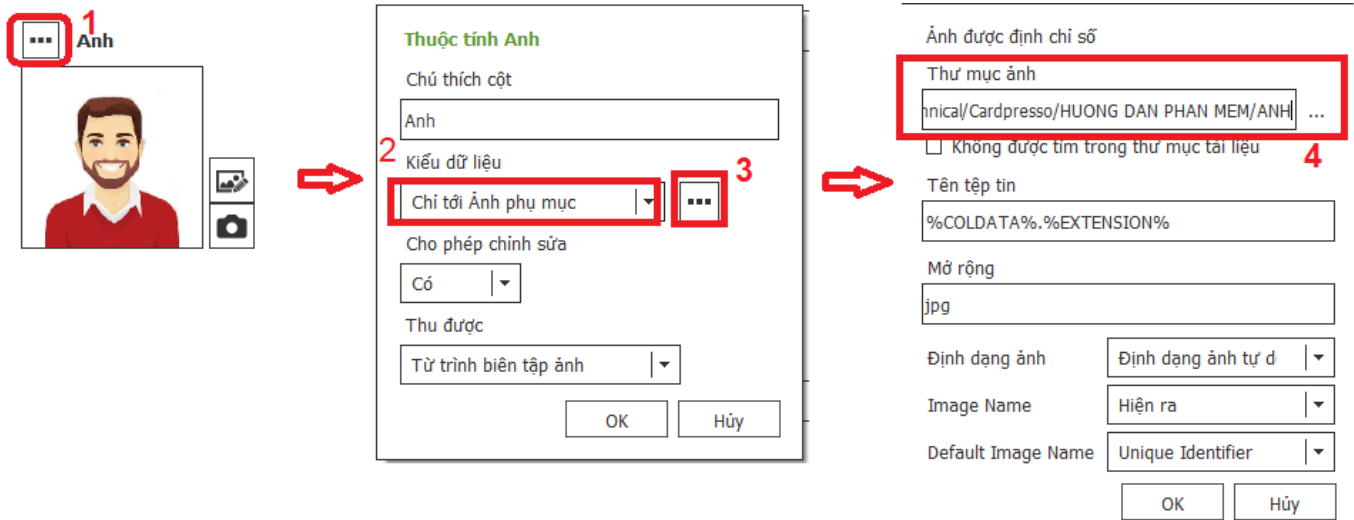 1
Anh
Thuộc tính Anh
Chú thích cột
Anh
2
Kiểu dữ liệu
Chỉ tới Ảnh phụ mục
3
Cho phép chỉnh sửa
Có
Thu được
Từ trình biên tập ảnh
OK
Hủy
Ảnh được định chỉ số
Thư mục ảnh
nnical/Cardpresso/HUONG DAN PHAN MEM/ANH
...
4
Không được tìm trong thư mục tài liệu
Tên tệp tin
%COLDATA%.%EXTENSION%
Mở rộng
jpg
Định dạng ảnh
Định dạng ảnh tự d
Image Name
Hiện ra
Default Image Name
Unique Identifier
OK
Hủy